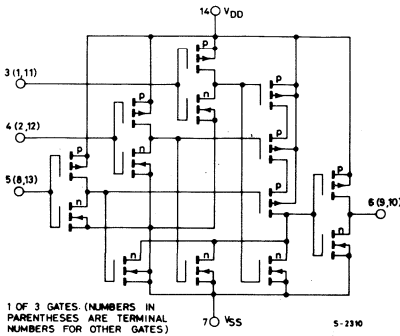 14 VDD
p
3 (1,11)
n
p
p
4 (2,12)
p
n
p
5 (8,13)
p
p
6 (9,10)
n
n
n
n
n
7 VSS
1 OF 3 GATES. (NUMBERS IN
PARENTHESES ARE TERMINAL
NUMBERS FOR OTHER GATES)
S-2310